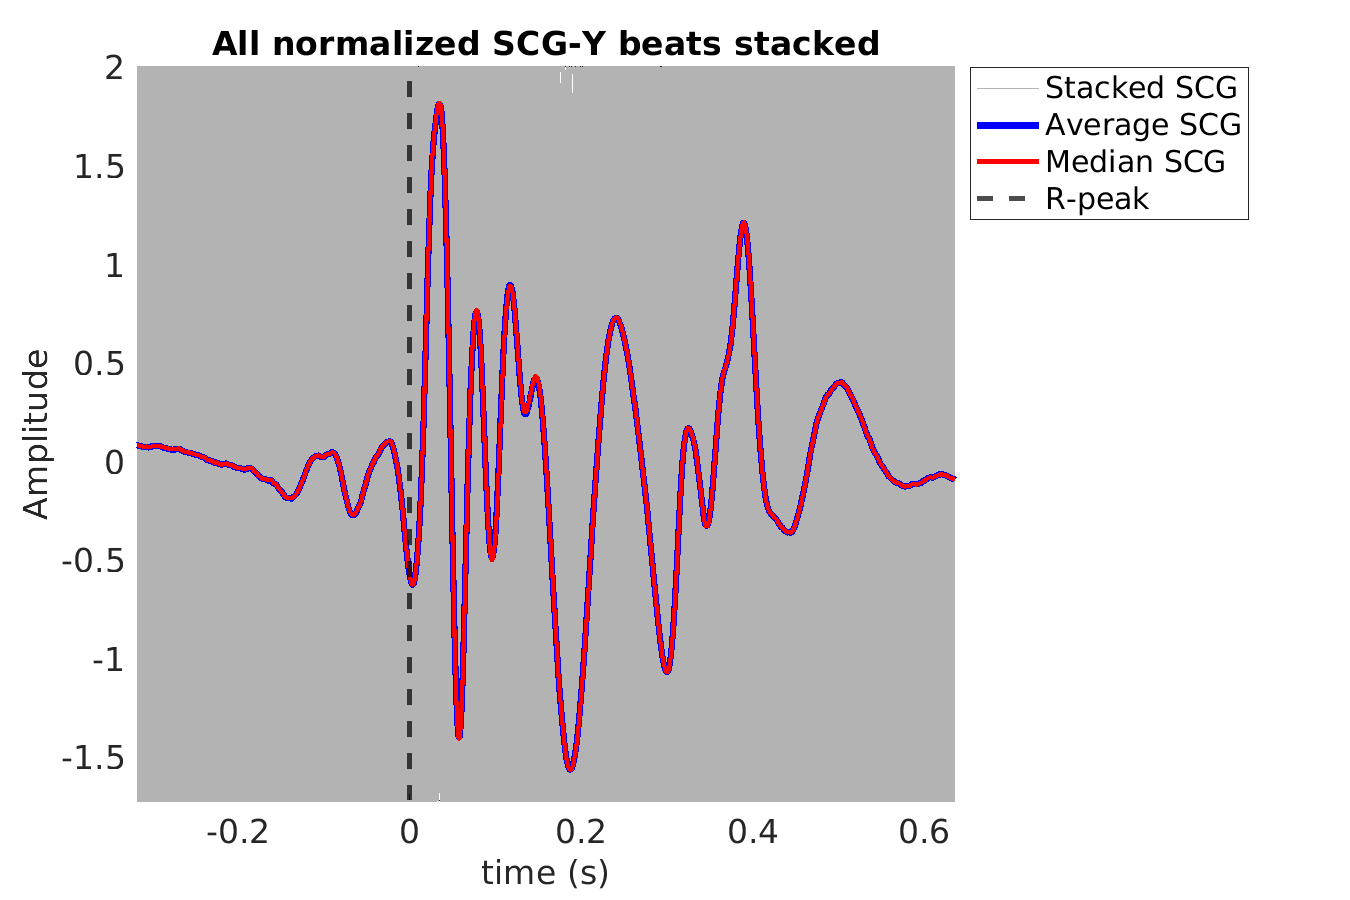 All normalized SCG-Y beats stacked
2
1.5
1
0.5
0
-0.5
-1
-1.5
Amplitude
-0.2
0
0.2
0.4
0.6
time (s)
Stacked SCG
Average SCG
Median SCG
R-peak